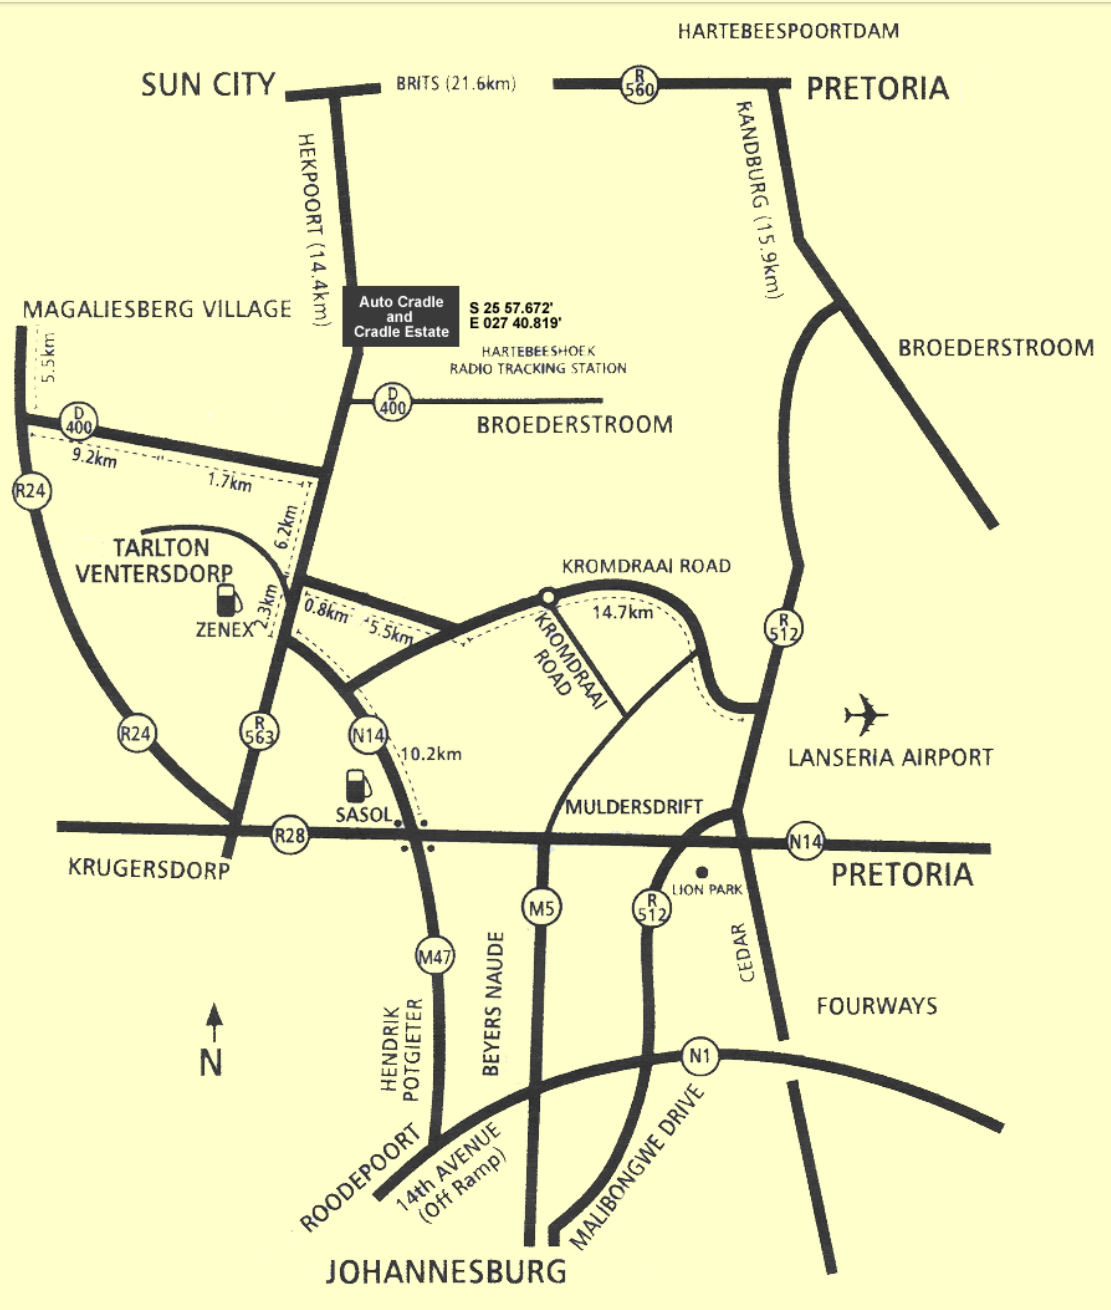 HARTEBEESPOORTDAM
SUN CITY
BRITS (21.6km)
R
560
PRETORIA
HEKPOORT (14.4km)
RANDBURG (15.9km)
MAGALIESBERG VILLAGE
Auto Cradle
and
Cradle Estate
S 25 57.672'
E 027 40.819'
HARTEBEESHOEK
RADIO TRACKING STATION
BROEDERSTROOM
5.5km
D
400
D
400
BROEDERSTROOM
9.2km
1.7km
R24
6.2km
TARLTON
VENTERSDORP
KROMDRAAI ROAD
ZENEX
2.3km
0.8km
5.5km
14.7km
KROMDRAAI
ROAD
R
512
R24
R
563
N14
10.2km
LANSERIA AIRPORT
SASOL
MULDERSDRIFT
R28
N14
KRUGERSDORP
PRETORIA
LION PARK
M5
R
512
CEDAR
M47
BEYERS NAUDE
HENDRIK
POTGIETER
FOURWAYS
N
N1
ROODEPOORT
14th AVENUE
(Off Ramp)
MALIBONGWE DRIVE
JOHANNESBURG